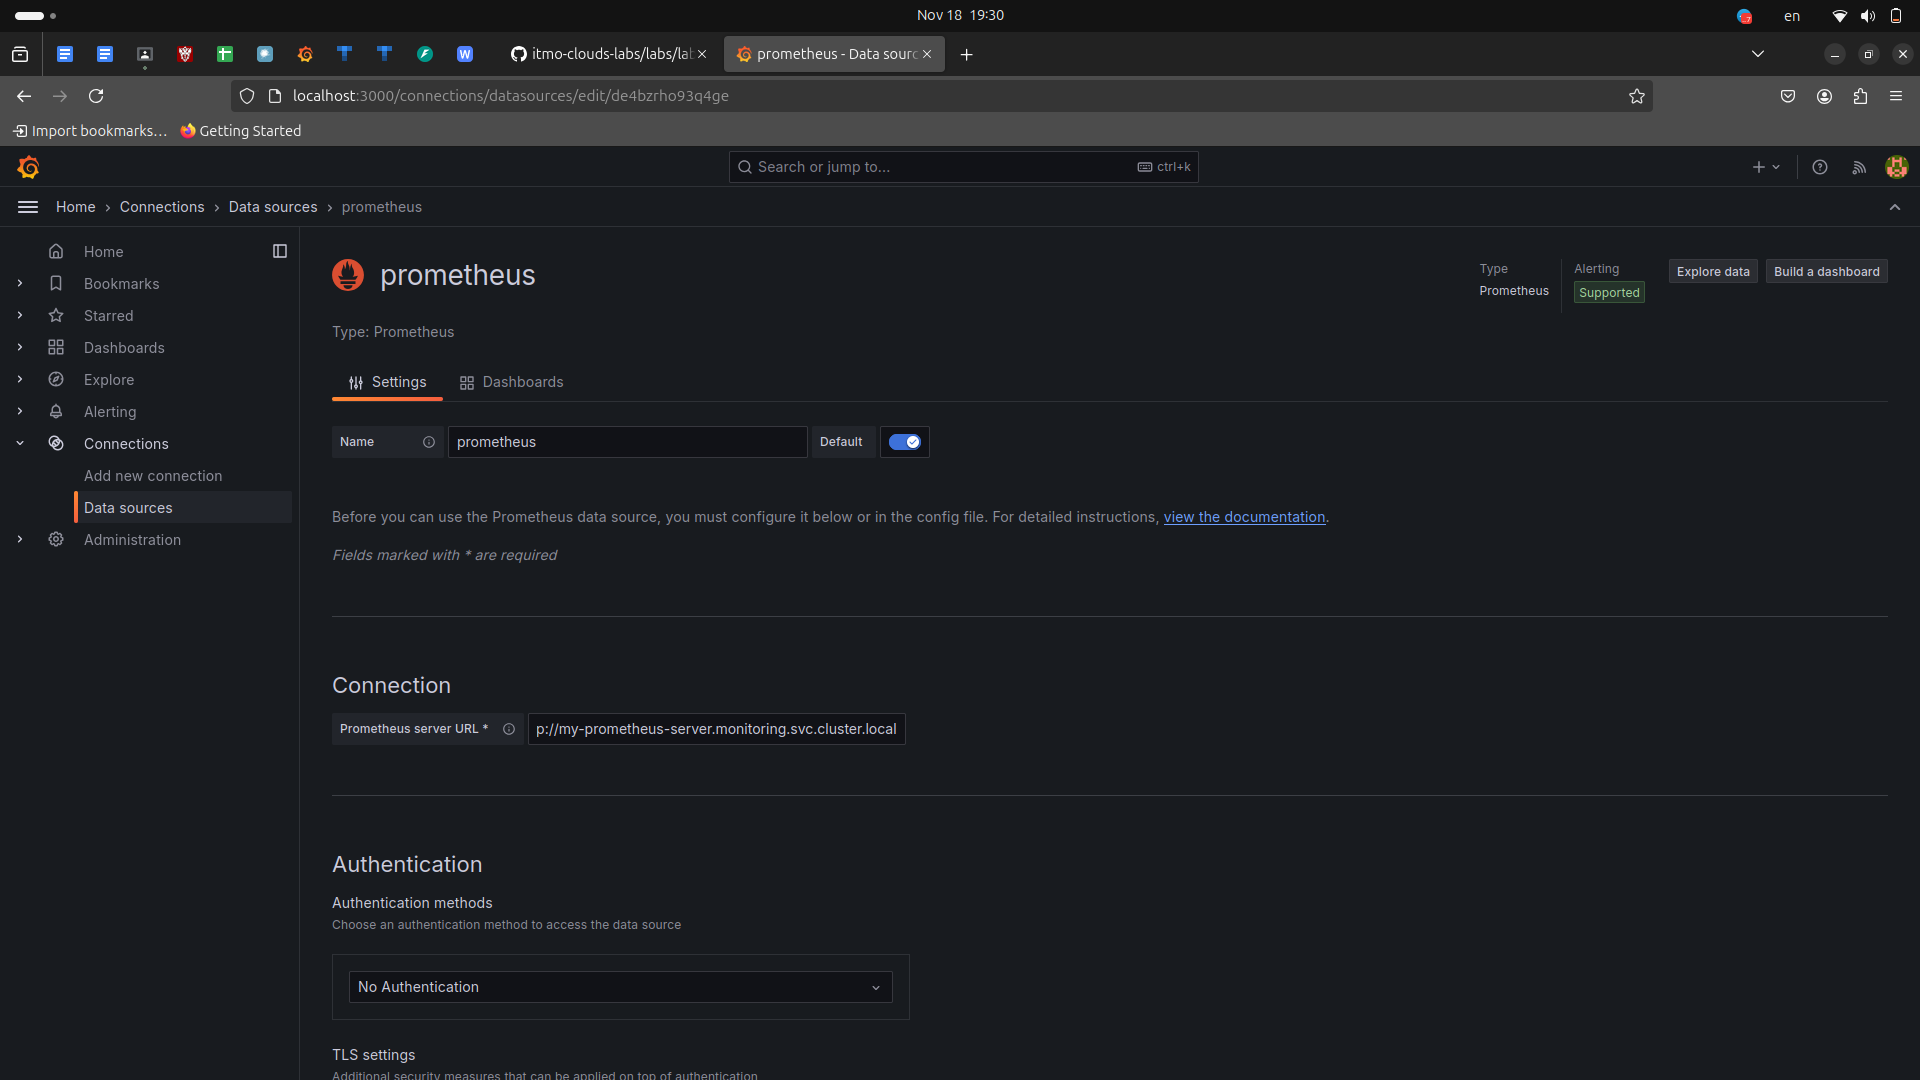 Nov 18 19:30
en
itmo-clouds-labs/labs/lab
prometheus - Data sourc
localhost:3000/connections/datasources/edit/de4bzrho93q4ge
Import bookmarks…
Getting Started
Search or jump to...
ctrl+k
Home
Connections
Data sources
prometheus
Home
Bookmarks
Starred
Dashboards
Explore
Alerting
Connections
Add new connection
Data sources
Administration
prometheus
Type
Prometheus
Alerting
Supported
Explore data
Build a dashboard
Type: Prometheus
Settings
Dashboards
Name
prometheus
Default
Before you can use the Prometheus data source, you must configure it below or in the config file. For detailed instructions, view the documentation.
Fields marked with * are required
Connection
Prometheus server URL *
p://my-prometheus-server.monitoring.svc.cluster.local
Authentication
Authentication methods
Choose an authentication method to access the data source
No Authentication
TLS settings
Additional security measures that can be applied on top of authentication